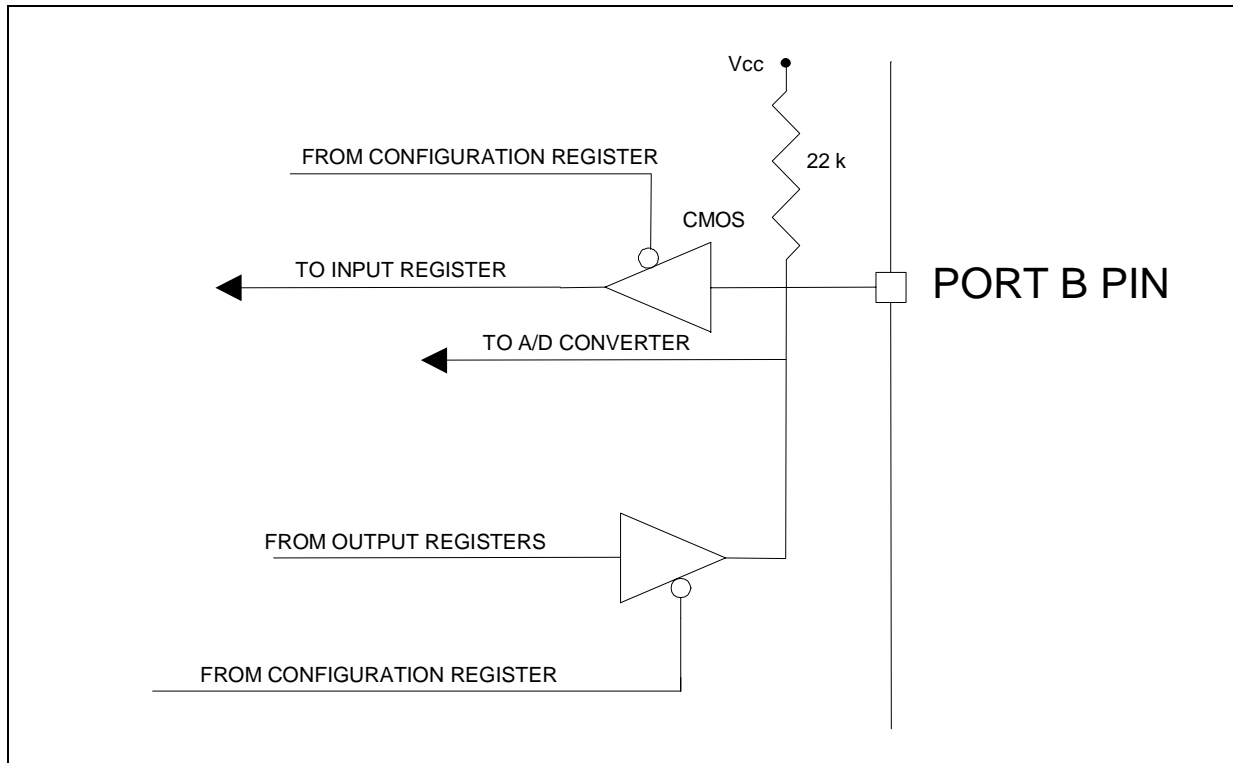 Vcc
FROM CONFIGURATION REGISTER
22 k
CMOS
TO INPUT REGISTER
PORT B PIN
TO A/D CONVERTER
FROM OUTPUT REGISTERS
FROM CONFIGURATION REGISTER